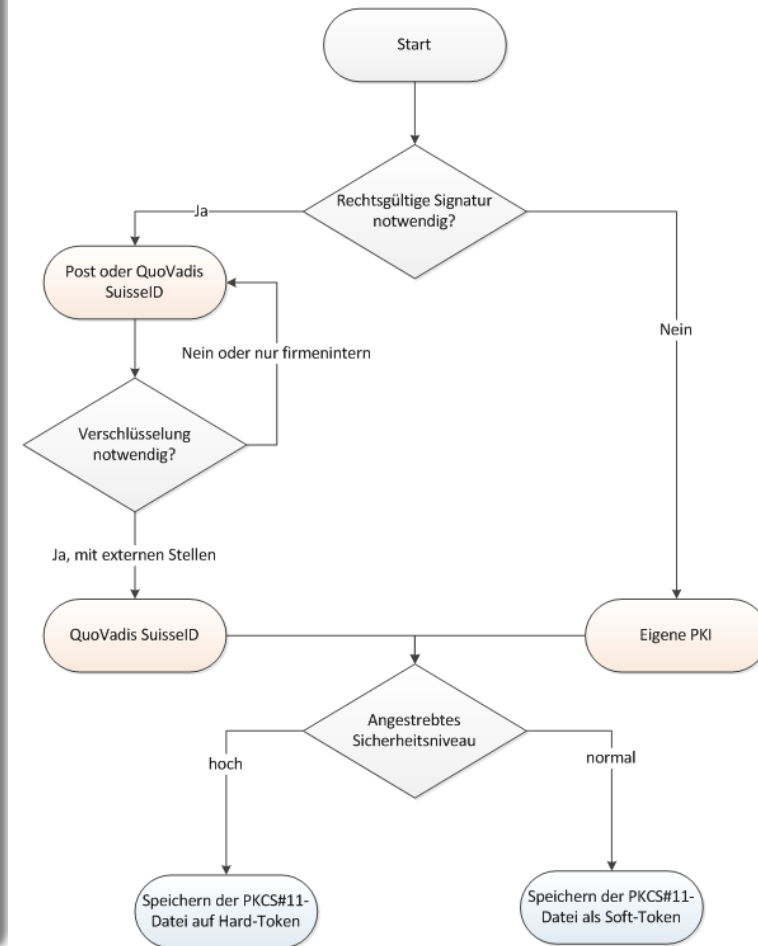 Start
Rechtsgültige Signatur
notwendig?
Ja
Post oder QuoVadis
SuisseID
Nein
Nein oder nur firmenintern
Verschlüsselung
notwendig?
Ja, mit externen Stellen
QuoVadis SuisseID
Eigene PKI
Angestrebtes
Sicherheitsniveau
hoch
normal
Speichern der PKCS#11-
Datei auf Hard-Token
Speichern der PKCS#11-
Datei als Soft-Token